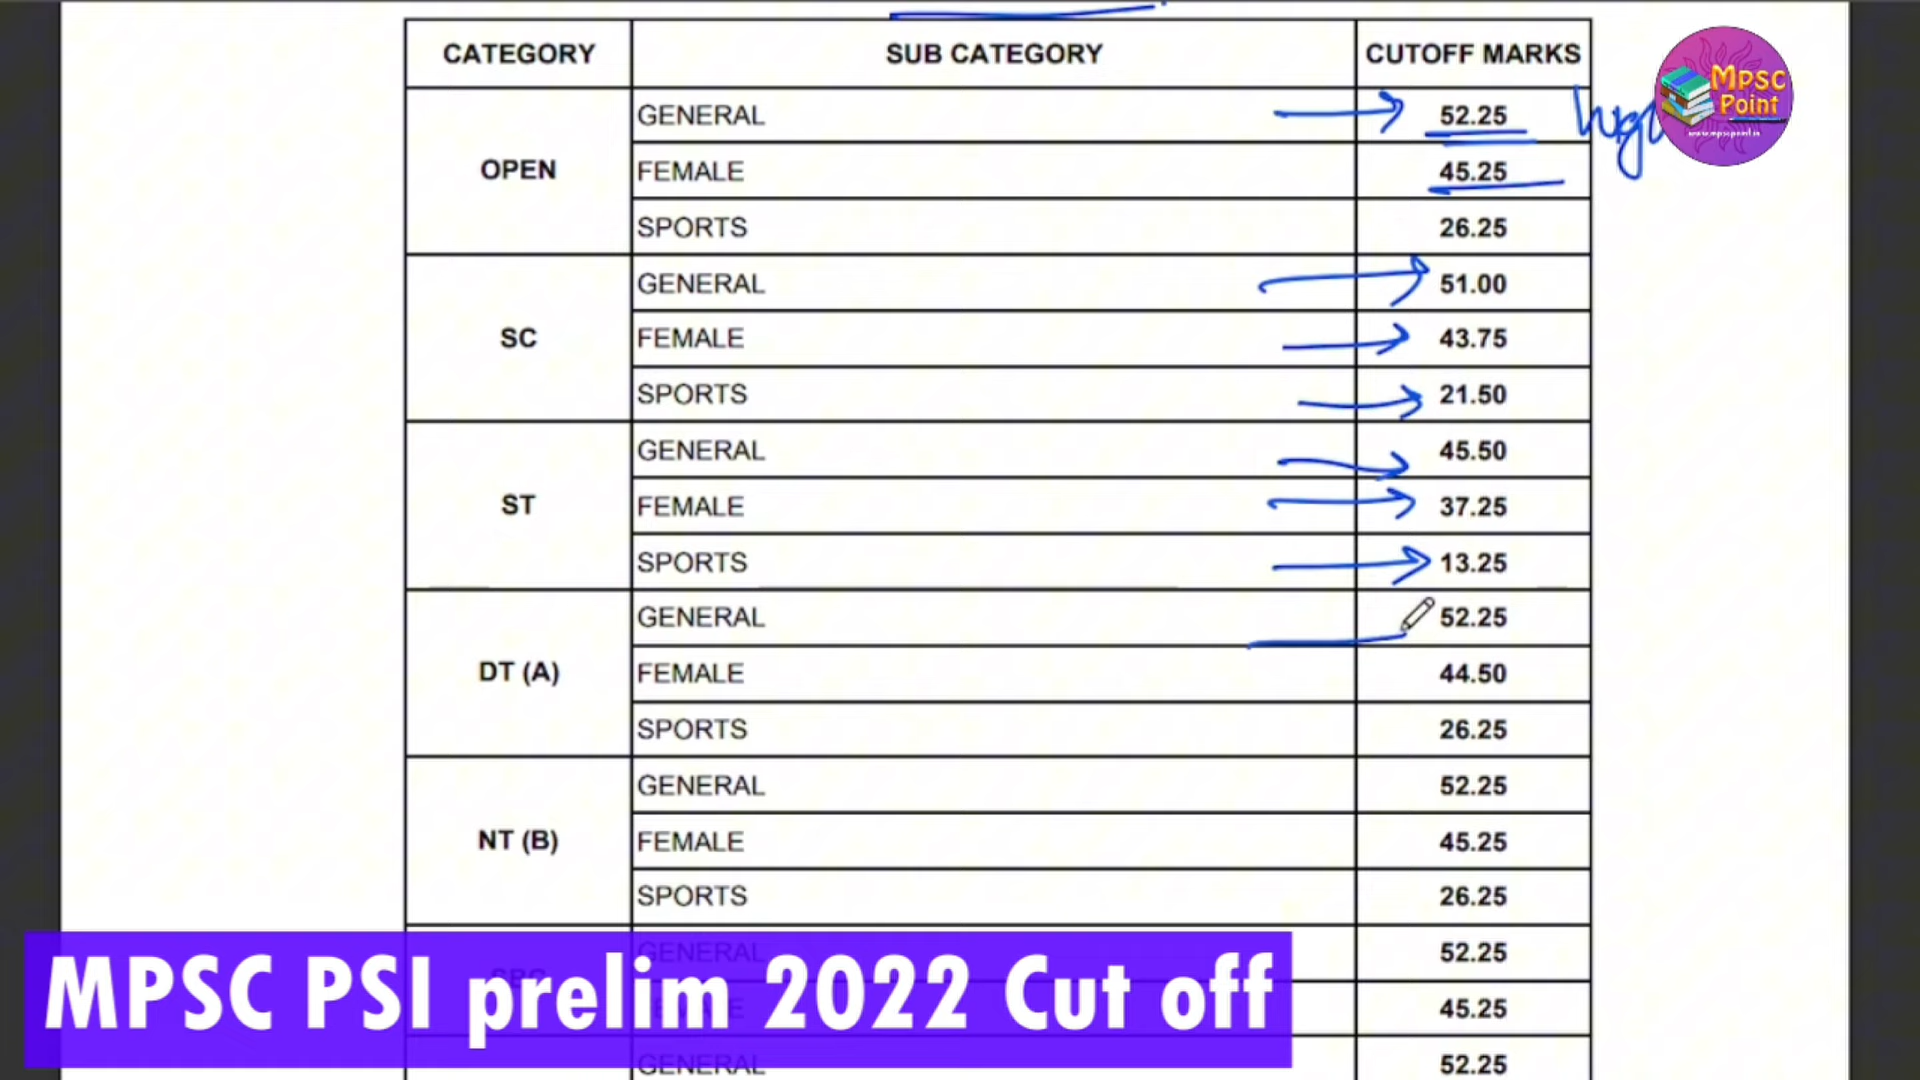 CATEGORY SUB CATEGORY CUTOFF MARKS
OPEN
GENERAL 52.25
FEMALE 45.25
SPORTS 26.25
SC
GENERAL 51.00
FEMALE 43.75
SPORTS 21.50
ST
GENERAL 45.50
FEMALE 37.25
SPORTS 13.25
DT (A)
GENERAL 52.25
FEMALE 44.50
SPORTS 26.25
NT (B)
GENERAL 52.25
FEMALE 45.25
SPORTS 26.25
GENERAL 52.25
45.25
GENERAL 52.25
Mpsc
Point
MPSC PSI prelim 2022 Cut off